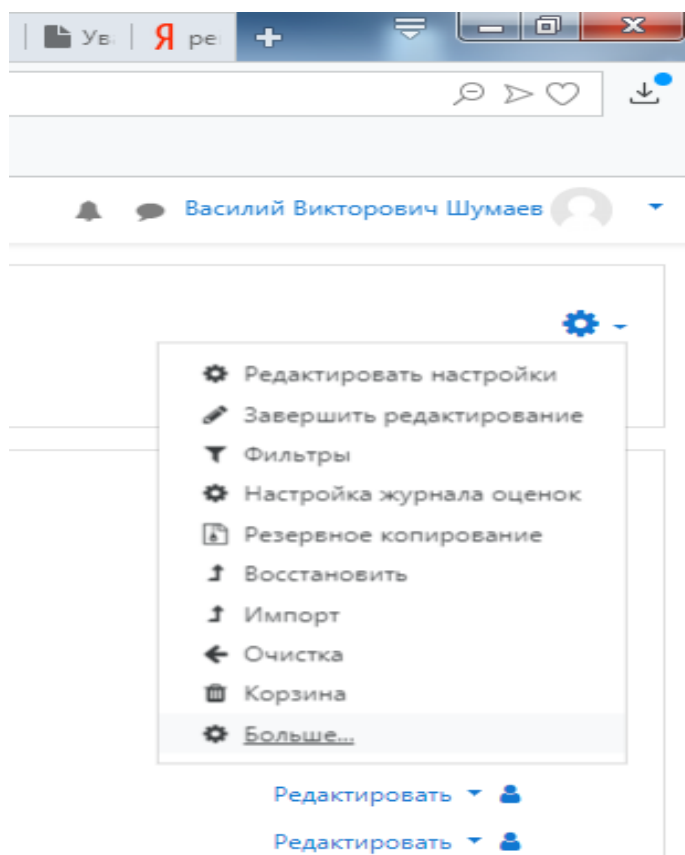 Ув Я ре
Василий Викторович Шумаев
Редактировать настройки
Завершить редактирование
Фильтры
Настройка журнала оценок
Резервное копирование
Восстановить
Импорт
Очистка
Корзина
Больше...
Редактировать
Редактировать